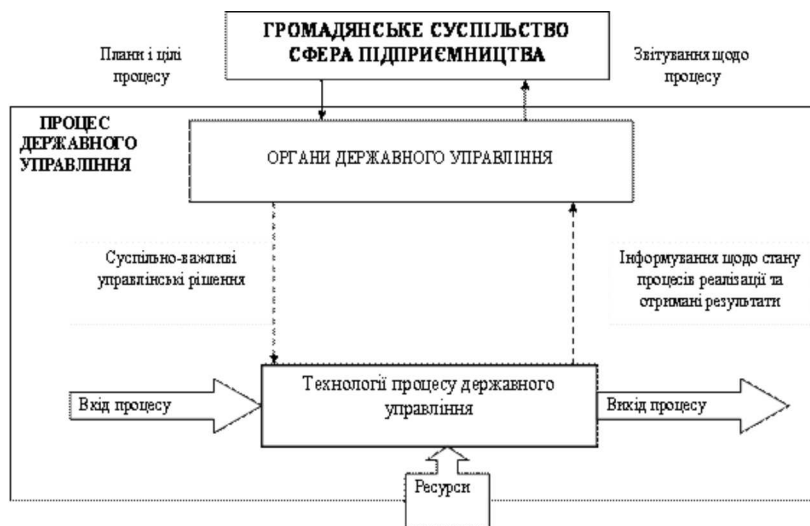 ГРОМАДЯНСЬКЕ СУСПІЛЬСТВО
СФЕРА ПІДПРИЄМНИЦТВА
Плани і цілі
процесу
Звітування щодо
процесу
ПРОЦЕС
ДЕРЖАВНОГО
УПРАВЛІННЯ
ОРГАНИ ДЕРЖАВНОГО УПРАВЛІННЯ
Суспільно-важливі
управлінські рішення
Інформування щодо стану
процесів реалізації та
отримані результати
Вхід процесу
Технології процесу державного
управління
Вихід процесу
Ресурси